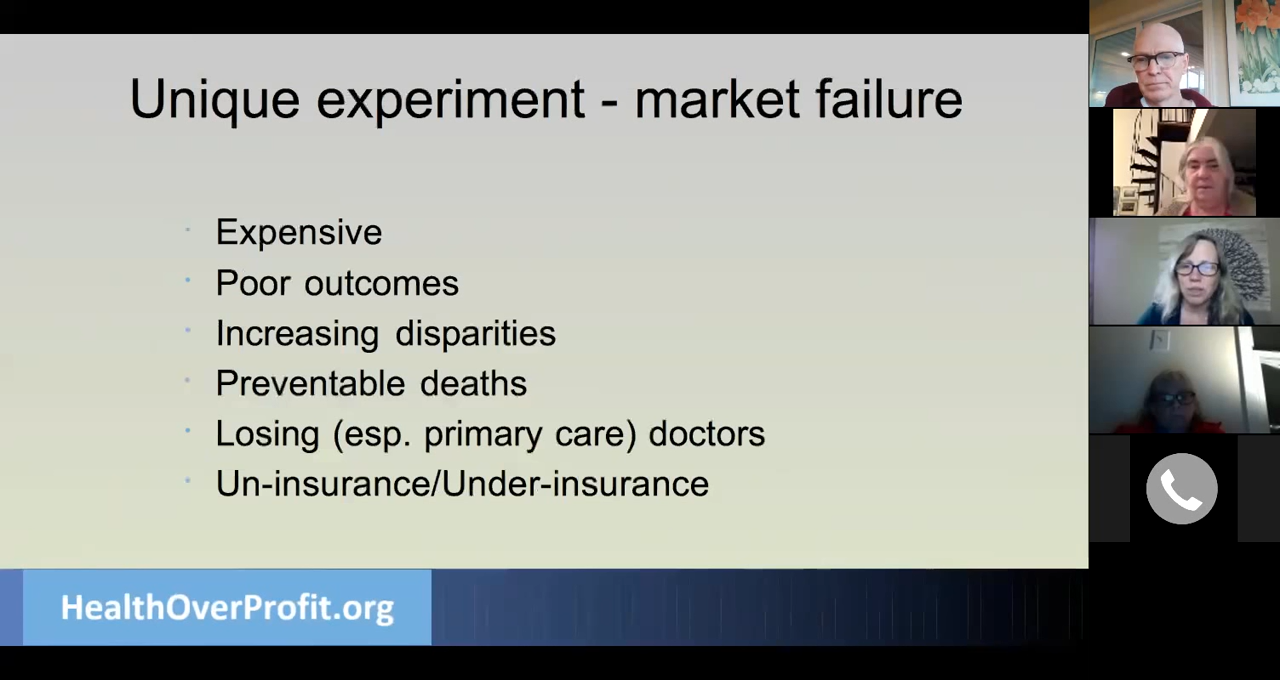 Unique experiment - market failure
Expensive
Poor outcomes
Increasing disparities
Preventable deaths
Losing (esp. primary care) doctors
Un-insurance/Under-insurance
HealthOverProfit.org